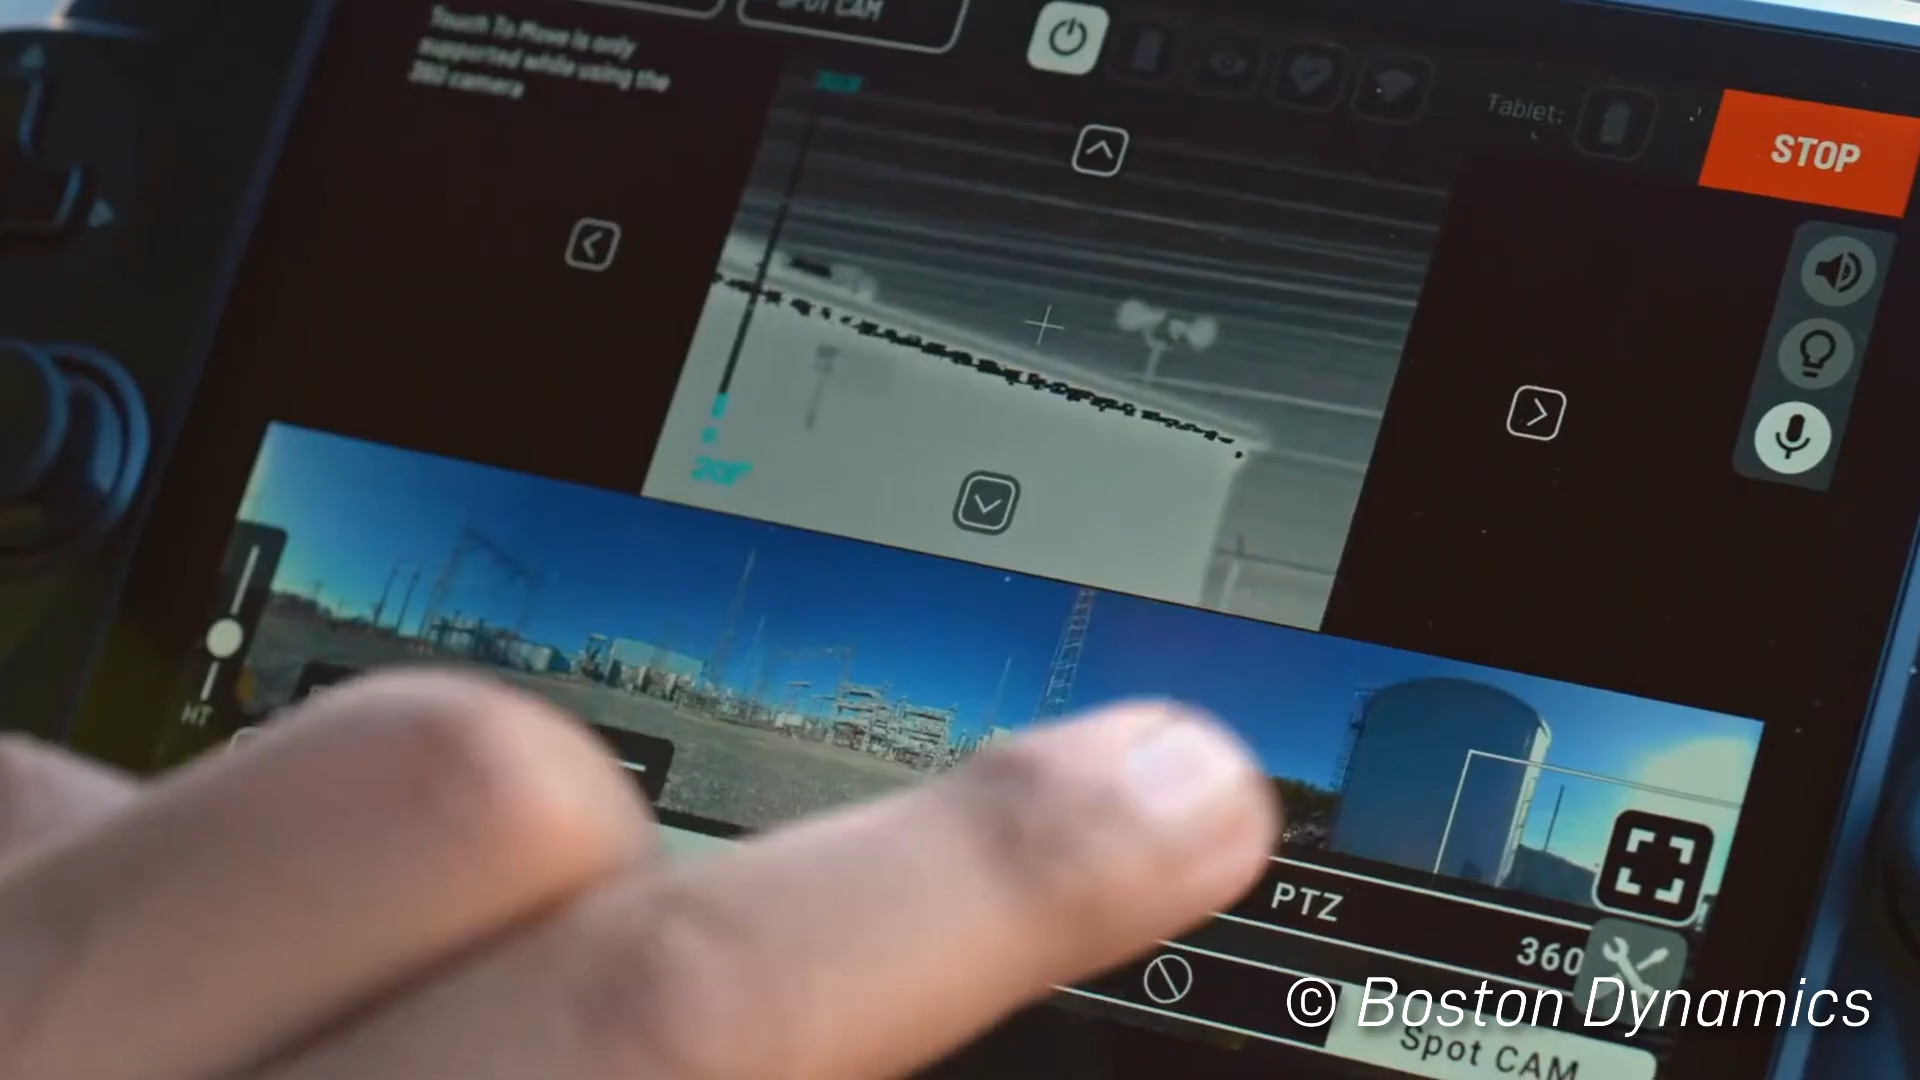 SPOT CAM
Touch To Move is only
supported while using the
360 camera
Tablet:
STOP
HT
PTZ
360
Spot CAM
© Boston Dynamics